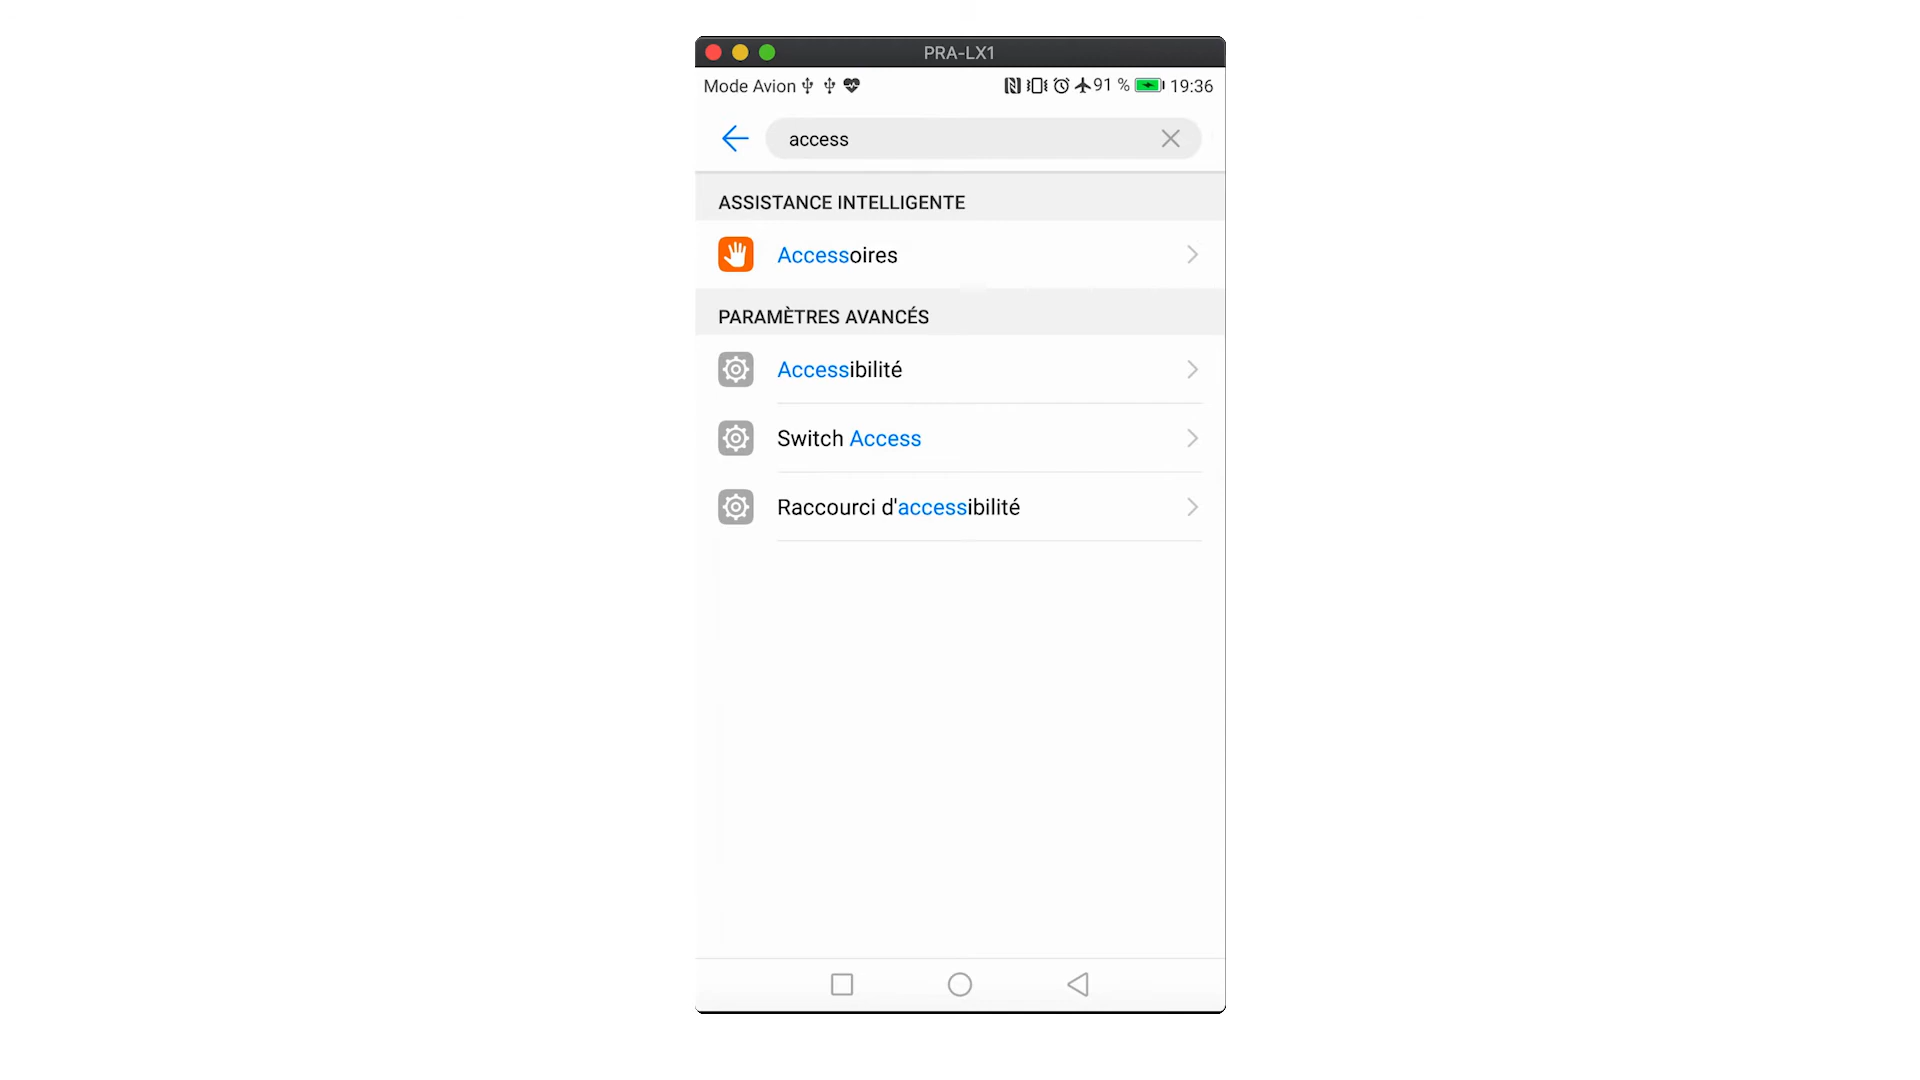 PRA-LX1
Mode Avion 91 % 19:36
access
ASSISTANCE INTELLIGENTE
Accessoires
PARAMÈTRES AVANCÉS
Accessibilité
Switch Access
Raccourci d'accessibilité